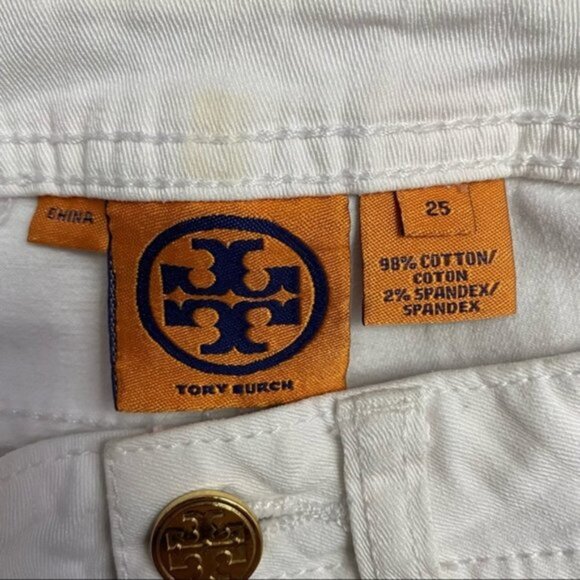 CHINA
TORY BURCH
25
98% COTTON/
COTON
2% SPANDEX/
SPANDEX